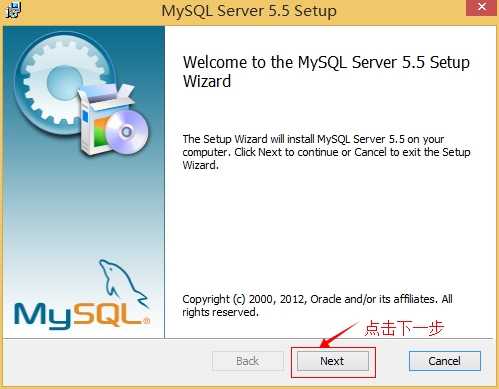 MySQL Server 5.5 Setup
Welcome to the MySQL Server 5.5 Setup
Wizard
The Setup Wizard will install MySQL Server 5.5 on your
computer. Click Next to continue or Cancel to exit the Setup
Wizard.
MySQL®
Copyright (c) 2000, 2012, Oracle and/or its affiliates. All
rights reserved.
点击下一步
Back Next Cancel